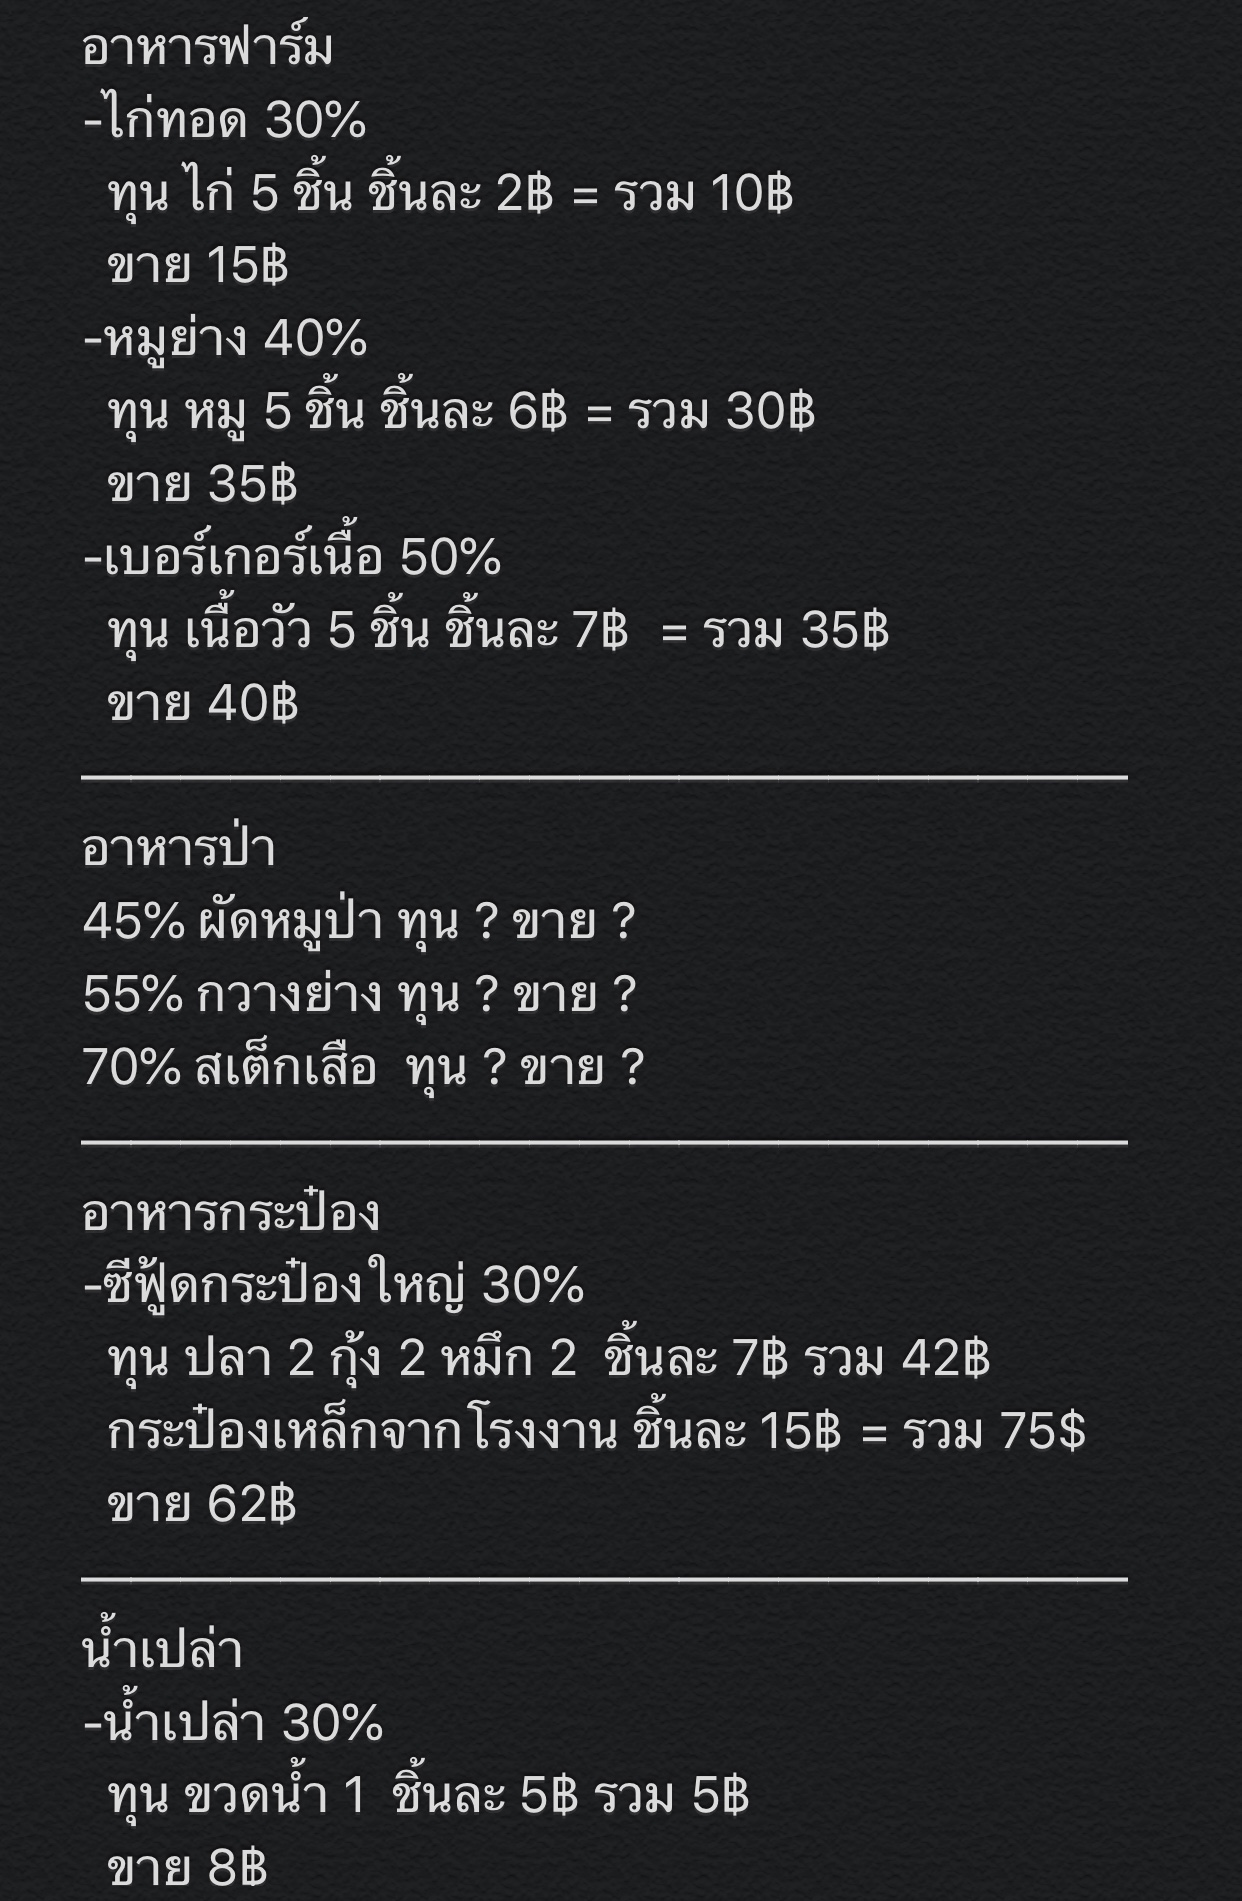 อาหารฟาร์ม
-ไก่ทอด 30%
ทุน ไก่ 5 ชิ้น ชิ้นละ 2฿ = รวม 10฿
ขาย 15฿
-หมูย่าง 40%
ทุน หมู 5 ชิ้น ชิ้นละ 6฿ = รวม 30฿
ขาย 35฿
-เบอร์เกอร์เนื้อ 50%
ทุน เนื้อวัว 5 ชิ้น ชิ้นละ 7฿ = รวม 35฿
ขาย 40฿
อาหารป่า
45% ผัดหมูป่า ทุน ? ขาย ?
55% กวางย่าง ทุน ? ขาย ?
70% สเต็กเสือ ทุน ? ขาย ?
อาหารกระป๋อง
-ซีฟู้ดกระป๋องใหญ่ 30%
ทุน ปลา 2 กุ้ง 2 หมึก 2 ชิ้นละ 7฿ รวม 42฿
กระป๋องเหล็กจากโรงงาน ชิ้นละ 15฿ = รวม 75$
ขาย 62฿
น้ำเปล่า
-น้ำเปล่า 30%
ทุน ขวดน้ำ 1 ชิ้นละ 5฿ รวม 5฿
ขาย 8฿